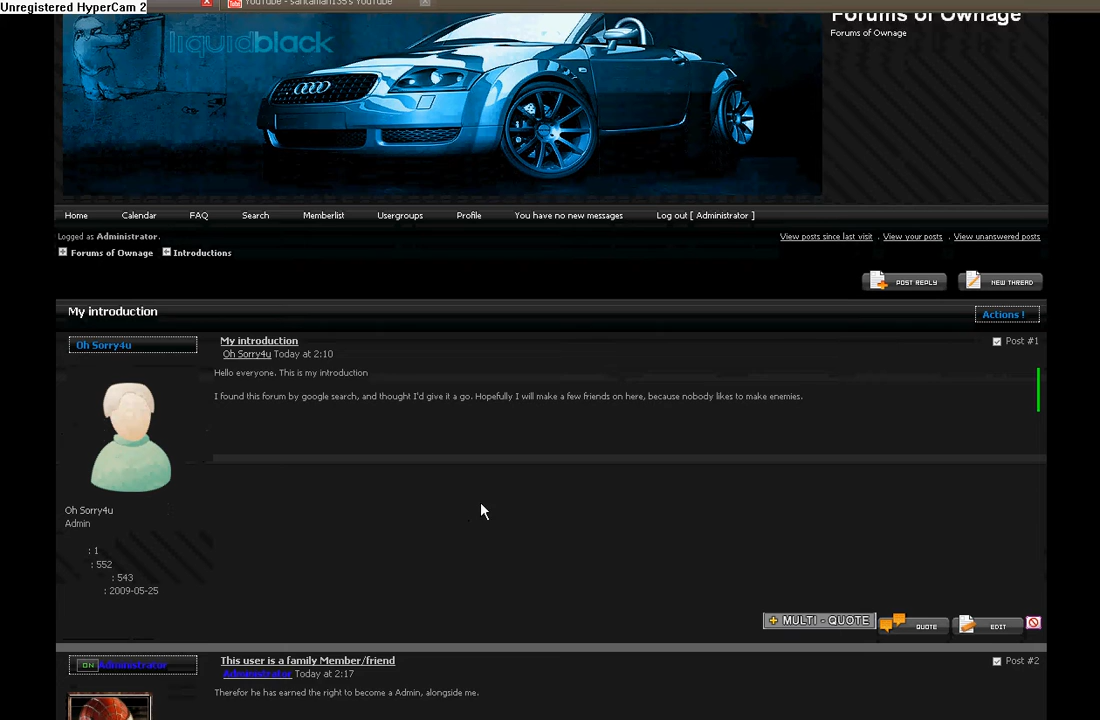 Unregistered HyperCam 2
YouTube - santaman135's YouTube
liquidblack
Forums of Ownage
Forums of Ownage
Home Calendar FAQ Search Memberlist Usergroups Profile You have no new messages Log out [ Administrator ]
Logged as Administrator.
View posts since last visit . View your posts . View unanswered posts
Forums of Ownage Introductions
POST REPLY NEW THREAD
My introduction
Actions !
Oh Sorry4u
My introduction
Post #1
Oh Sorry4u Today at 2:10
Hello everyone. This is my introduction
I found this forum by google search, and thought I'd give it a go. Hopefully I will make a few friends on here, because nobody likes to make enemies.
Oh Sorry4u
Admin
: 1
: 552
: 543
: 2009-05-25
+ MULTI - QUOTE QUOTE EDIT
ON Administrator
This user is a family Member/friend
Post #2
Administrator Today at 2:17
Therefor he has earned the right to become a Admin, alongside me.